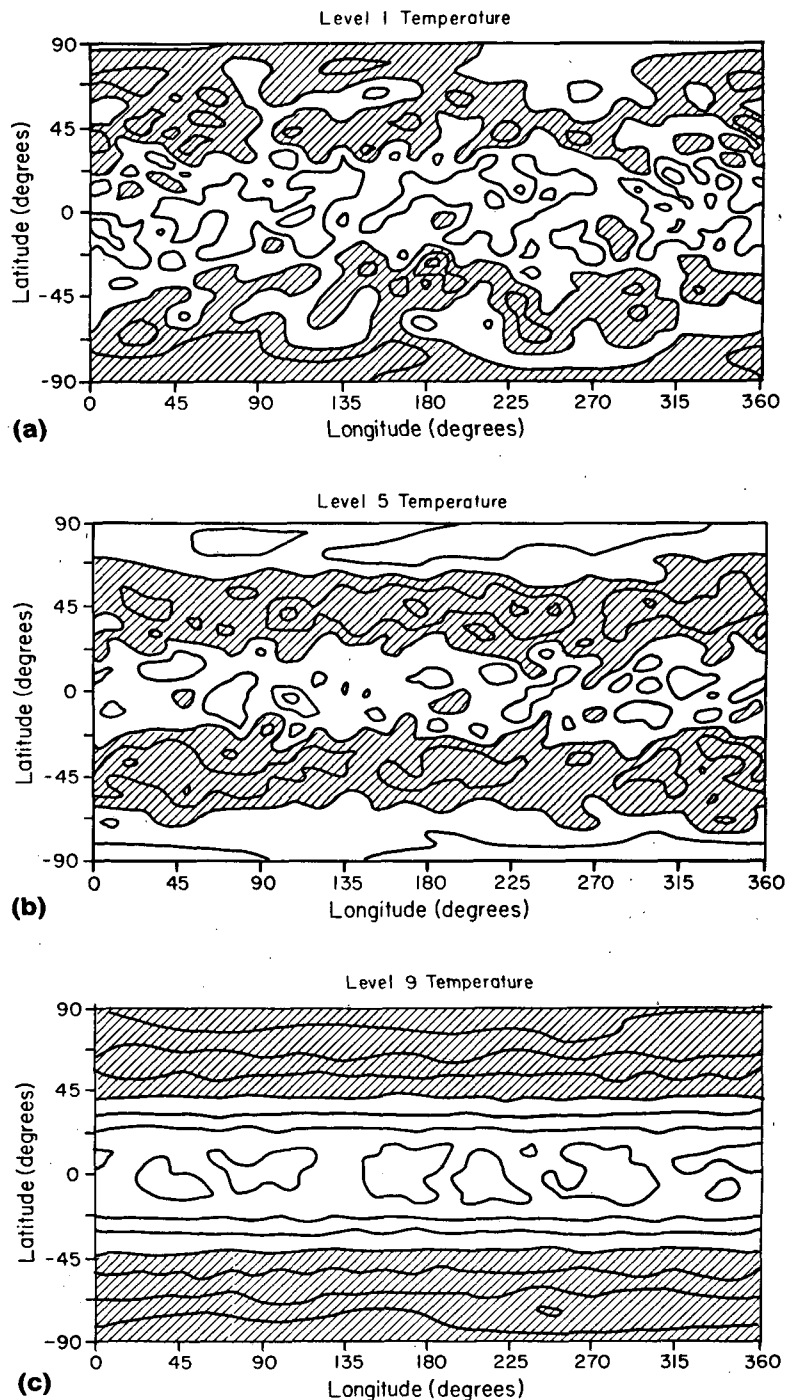 Level 1 Temperature
90
45
0
-45
-90
Latitude (degrees)
0 45 90 135 180 225 270 315 360
Longitude (degrees)
(a)
Level 5 Temperature
90
45
0
-45
-90
Latitude (degrees)
0 45 90 135 180 225 270 315 360
Longitude (degrees)
(b)
Level 9 Temperature
90
45
0
-45
-90
Latitude (degrees)
0 45 90 135 180 225 270 315 360
Longitude (degrees)
(c)